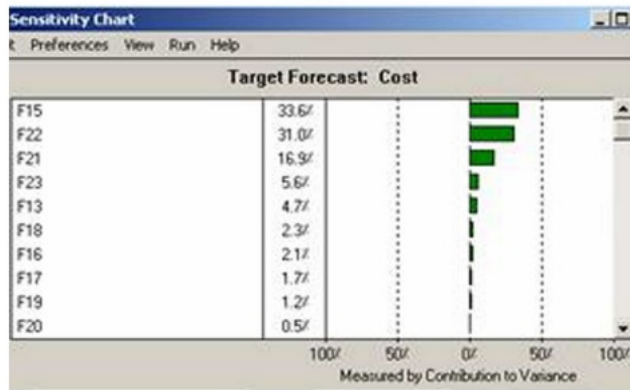 Sensitivity Chart
t Preferences View Run Help
Target Forecast: Cost
F15 33.6%
F22 31.0%
F21 16.9%
F23 5.6%
F13 4.7%
F18 2.3%
F16 2.1%
F17 1.7%
F19 1.2%
F20 0.5%
100% 50% 0% 50% 100%
Measured by Contribution to Variance